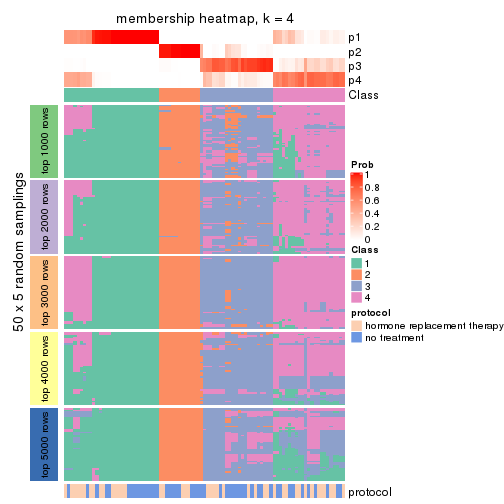 membership heatmap, k = 4
p1
p2
p3
p4
Class
50 x 5 random samplings
top 1000 rows
top 2000 rows
top 3000 rows
top 4000 rows
top 5000 rows
protocol
Prob
1
0.8
0.6
0.4
0.2
0
Class
1
2
3
4
protocol
hormone replacement therapy
no treatment